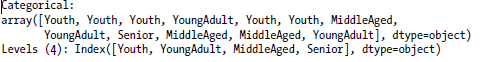 Categorical:
array([Youth, Youth, Youth, YoungAdult, Youth, Youth, MiddleAged,
YoungAdult, Senior, MiddleAged, MiddleAged, YoungAdult], dtype=object)
Levels (4): Index([Youth, YoungAdult, MiddleAged, Senior], dtype=object)